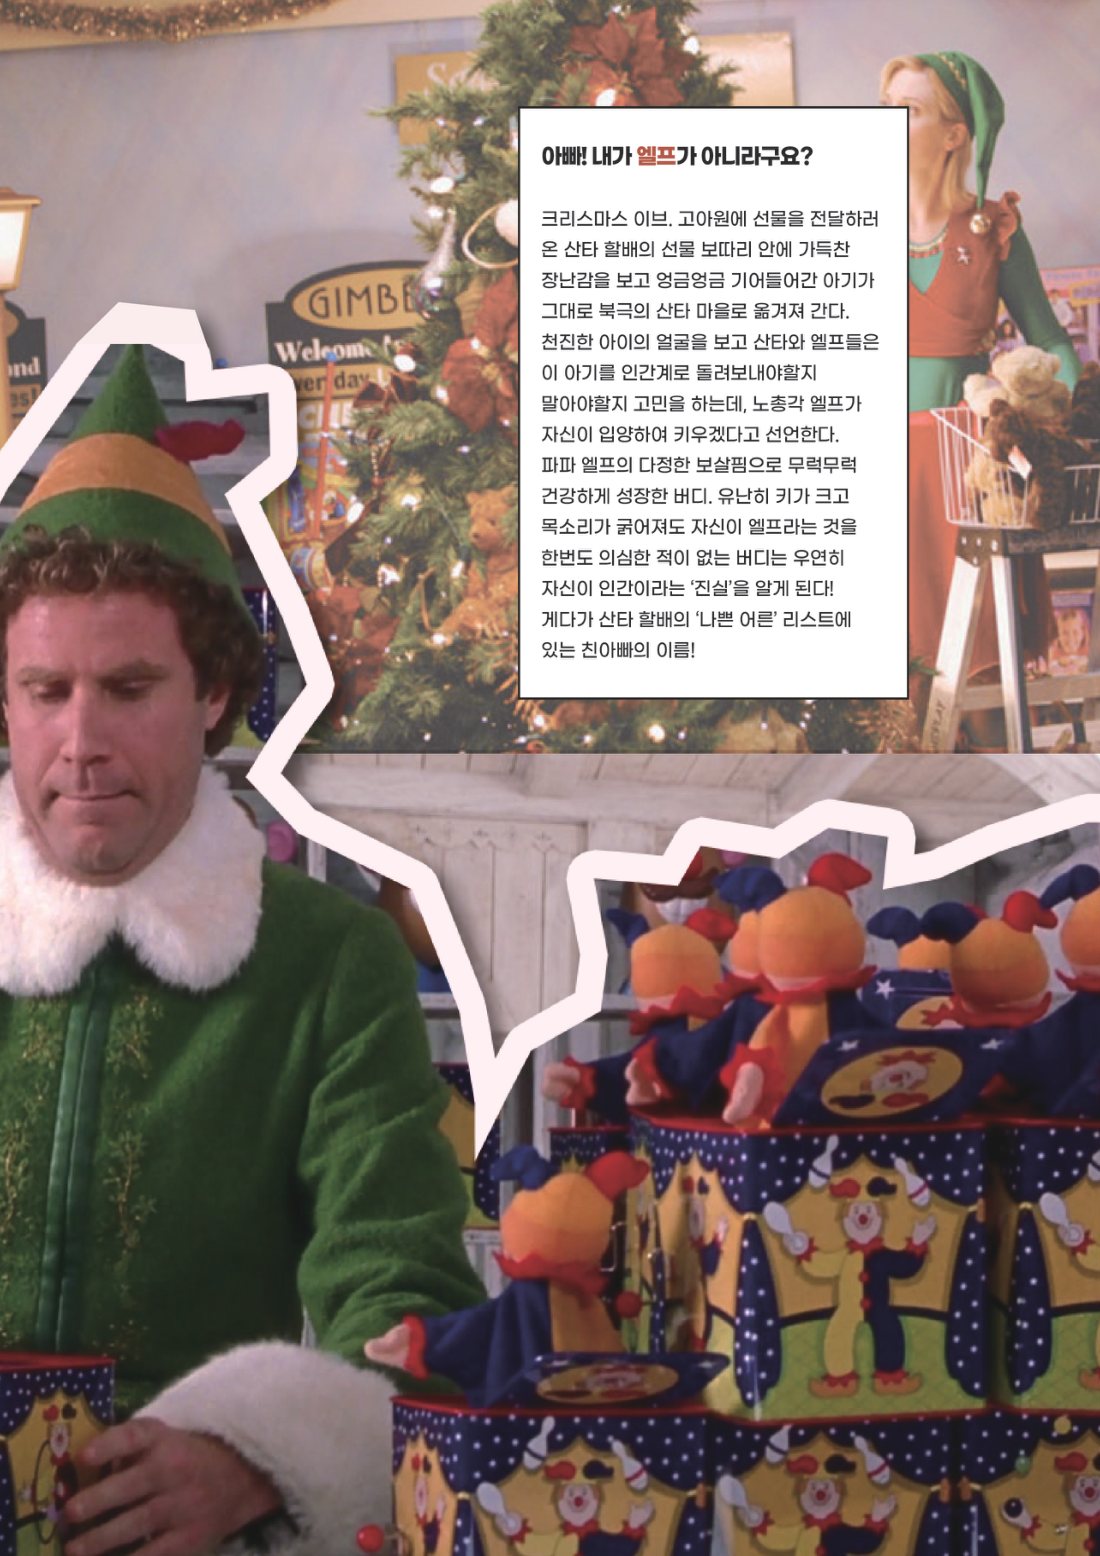 아빠! 내가 엘프가 아니라구요?
크리스마스 이브. 고아원에 선물을 전달하러
온 산타 할배의 선물 보따리 안에 가득찬
장난감을 보고 엉금엉금 기어들어간 아기가
그대로 북극의 산타 마을로 옮겨져 간다.
천진한 아이의 얼굴을 보고 산타와 엘프들은
이 아기를 인간계로 돌려보내야할지
말아야할지 고민을 하는데, 노총각 엘프가
자신이 입양하여 키우겠다고 선언한다.
파파 엘프의 다정한 보살핌으로 무럭무럭
건강하게 성장한 버디. 유난히 키가 크고
목소리가 굵어져도 자신이 엘프라는 것을
한번도 의심한 적이 없는 버디는 우연히
자신이 인간이라는 ‘진실’을 알게 된다!
게다가 산타 할배의 ‘나쁜 어른’ 리스트에
있는 친아빠의 이름!
GIMBE
Welcome